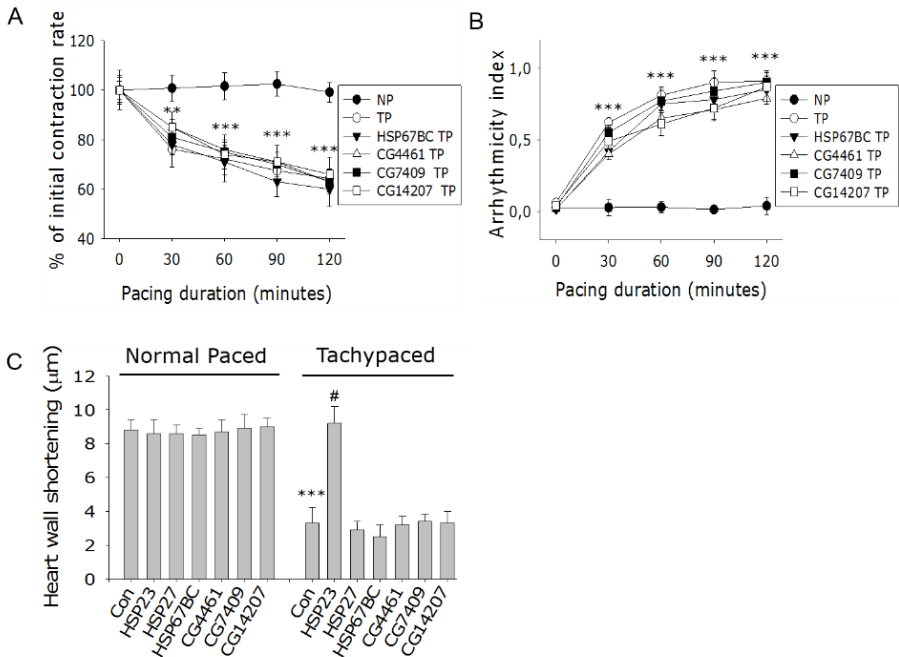 A
% of initial contraction rate
120
100
80
60
40
**
***
***
***
0 30 60 90 120
Pacing duration (minutes)
NP
TP
HSP67BC TP
CG4461 TP
CG7409 TP
CG14207 TP
B
Arrhythmicity index
1,0
0,5
0,0
***
***
***
***
0 30 60 90 120
Pacing duration (minutes)
NP
TP
HSP67BC TP
CG4461 TP
CG7409 TP
CG14207 TP
C
Normal Paced
Tachypaced
Heart wall shortening (μm)
12
10
8
6
4
2
0
***
#
Con
HSP23
HSP27
HSP67BC
CG4461
CG7409
CG14207
Con
HSP23
HSP27
HSP67BC
CG4461
CG7409
CG14207